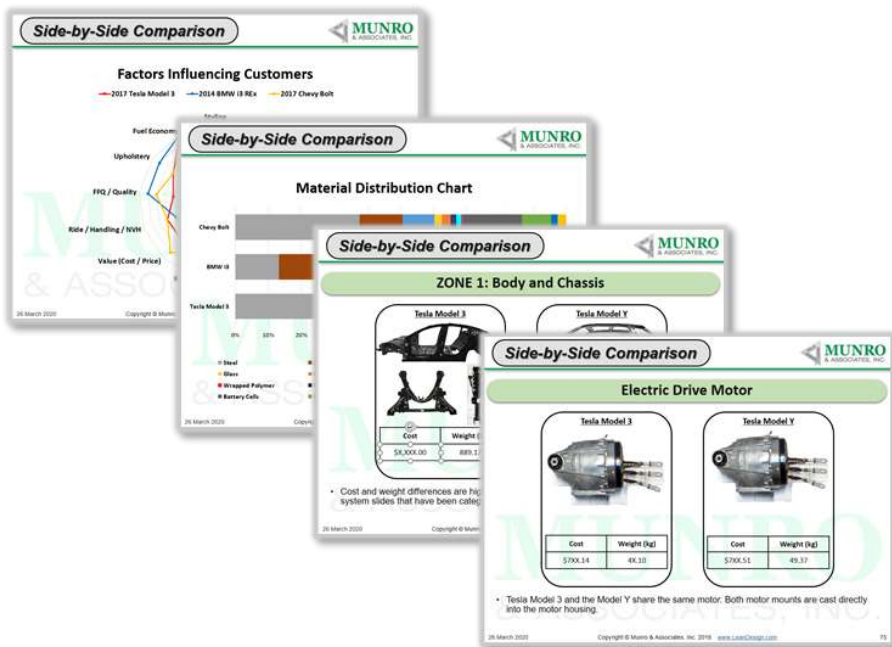 Side-by-Side Comparison
MUNRO
& ASSOCIATES, INC.
Factors Influencing Customers
2017 Tesla Model 3 2014 BMW i3 REx 2017 Chevy Bolt
Fuel Economy
Upholstery
FFQ / Quality
Ride / Handling / NVH
Value (Cost / Price)
26 March 2020
Copyright © Munro
Side-by-Side Comparison
MUNRO
& ASSOCIATES, INC.
Material Distribution Chart
Chevy Bolt
BMW i3
Tesla Model 3
0% 10% 20%
Steel
Glass
Wrapped Polymer
Battery Cells
26 March 2020
Side-by-Side Comparison
MUNRO
& ASSOCIATES, INC.
ZONE 1: Body and Chassis
Tesla Model 3 Tesla Model Y
Cost Weight
$X,XXX.00
• Cost and weight differences are
system slides that have been
26 March 2020
Copyright © Munro
Side-by-Side Comparison
MUNRO
& ASSOCIATES, INC.
Electric Drive Motor
Tesla Model 3 Tesla Model Y
Cost Weight (kg) Cost Weight (kg)
$7XX.14 4X.10 $7XX.51 49.37
• Tesla Model 3 and the Model Y share the same motor. Both motor mounts are cast directly
into the motor housing.
26 March 2020 Copyright © Munro & Associates, Inc. 2018 www.LeanDesign.com 75